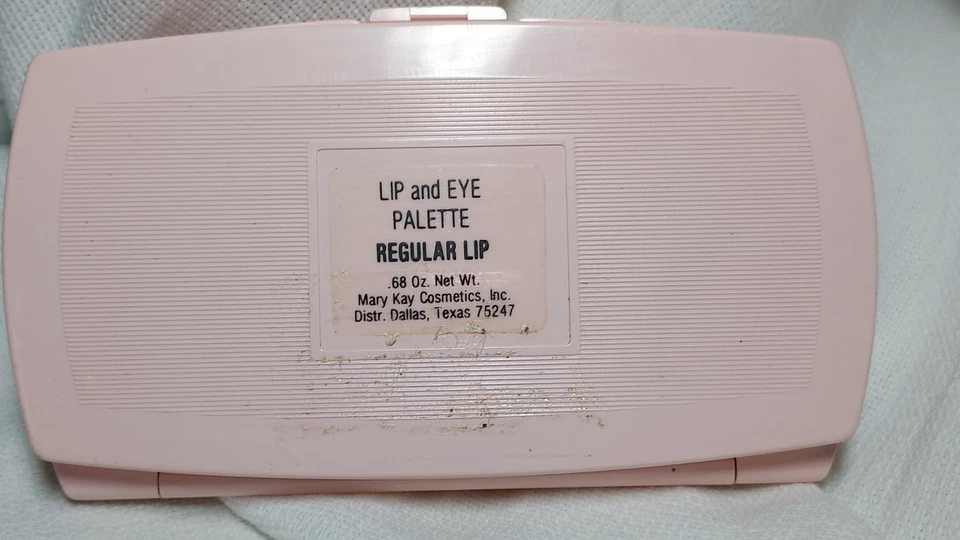 LIP and EYE
PALETTE
REGULAR LIP
.68 Oz. Net Wt.
Mary Kay Cosmetics, Inc.
Distr. Dallas, Texas 75247